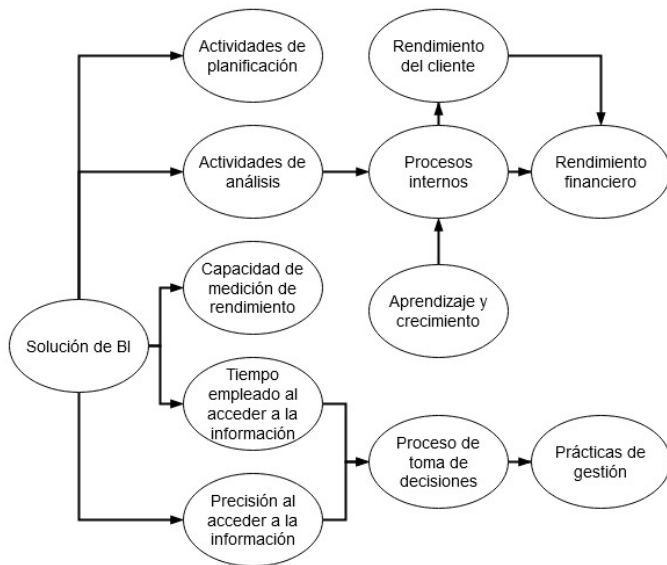 Actividades de
planificación
Rendimiento
del cliente
Actividades de
análisis
Procesos
internos
Rendimiento
financiero
Capacidad de
medición de
rendimiento
Aprendizaje y
crecimiento
Solución de BI
Tiempo
empleado al
acceder a la
información
Proceso de
toma de
decisiones
Prácticas de
gestión
Precisión al
acceder a la
información